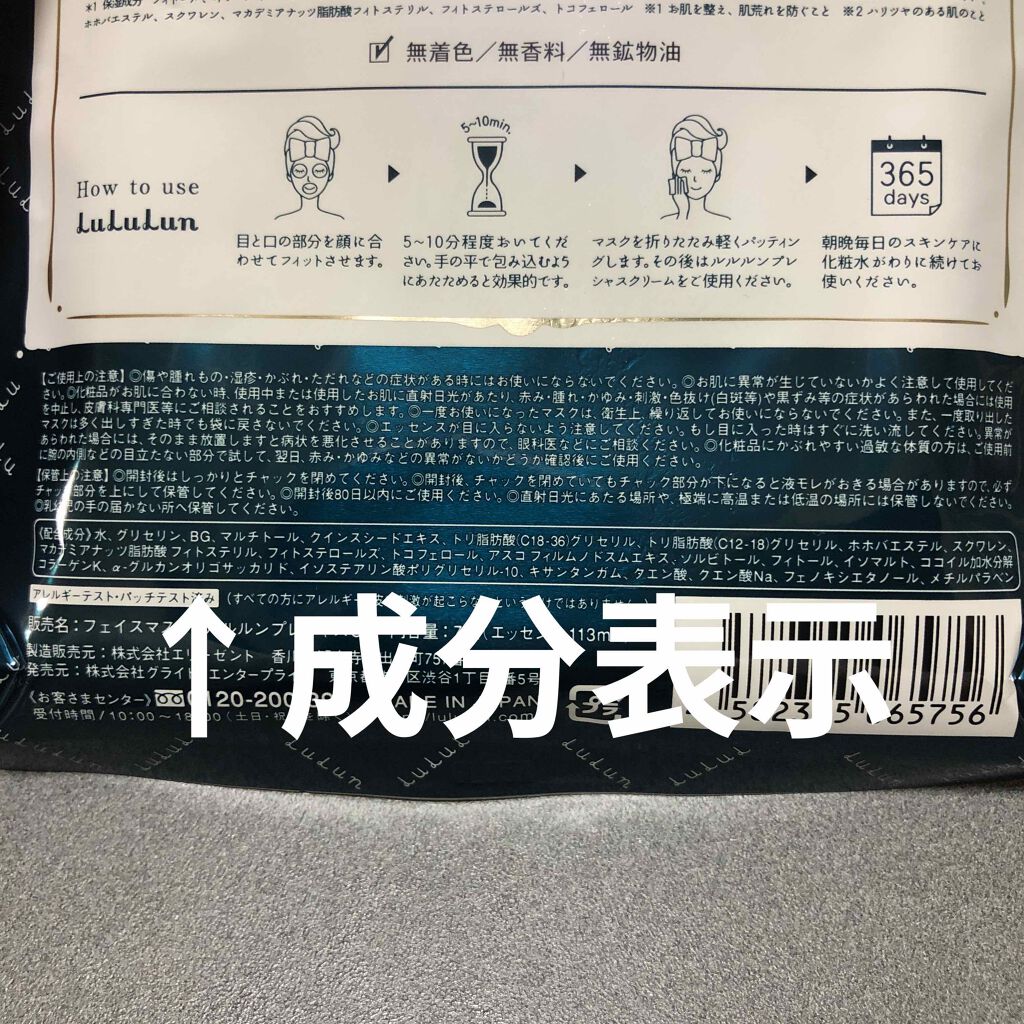 *1 保湿成分
ホホバエステル、スクワレン、マカデミアナッツ脂肪酸フィトステリル、フィトステロールズ、トコフェロール ※1 お肌を整え、肌荒れを防ぐこと ※2 ハリツヤのある肌のこと
無着色／無香料／無鉱物油
How to use
LuLuLun
目と口の部分を顔に合
わせてフィットさせます。
5~10min.
5〜10分程度おいてくだ
さい。手の平で包み込むよう
にあたためると効果的です。
マスクを折りたたみ軽くパッティン
グします。その後はルルルンプレ
シャスクリームをご使用ください。
365
days
朝晩毎日のスキンケアに
化粧水がわりに続けてお
使いください。
【ご使用上の注意】◎傷や腫れもの・湿疹・かぶれ・ただれなどの症状がある時にはお使いにならないでください。◎お肌に異常が生じていないかよく注意して使用してくだ
さい。◎化粧品がお肌に合わない時、使用中または使用したお肌に直射日光があたり、赤み・腫れ・かゆみ・刺激・色抜け(白斑等)や黒ずみ等の症状があらわれた場合には使用
を中止し、皮膚科専門医等にご相談されることをおすすめします。◎一度お使いになったマスクは、衛生上、繰り返してお使いにならないでください。また、一度取り出した
マスクは多く出しすぎた時でも袋に戻さないでください。◎エッセンスが目に入らないよう注意してください。もし目に入った時はすぐに洗い流してください。異常が
あらわれた場合には、そのまま放置しますと病状を悪化させることがありますので、眼科医などにご相談ください。◎化粧品にかぶれやすい過敏な体質の方は、ご使用前
に腕の内側などの目立たない部分で試して、翌日、赤み・かゆみなどの異常がないかどうか確認後にご使用ください。
【保管上の注意】◎開封後はしっかりとチャックを閉めてください。◎開封後、チャックを閉めていてもチャック部分が下になると液モレがおきる場合がありますので、必ず
チャック部分を上にして保管してください。◎開封後80日以内にご使用ください。◎直射日光にあたる場所や、極端に高温または低温の場所には保管しないでください。
◎乳幼児の手の届かない所へ保管してください。
《配合成分》水、グリセリン、BG、マルチトール、クインスシードエキス、トリ脂肪酸(C18-36)グリセリル、トリ脂肪酸(C12-18)グリセリル、ホホバエステル、スクワレン、
マカデミアナッツ脂肪酸フィトステリル、フィトステロールズ、トコフェロール、アスコフィルムノドスムエキス、ソルビトール、フィトール、イソマルト、ココイル加水分解
コラーゲンK、α-グルカンオリゴサッカリド、イソステアリン酸ポリグリセリル-10、キサンタンガム、クエン酸、クエン酸Na、フェノキシエタノール、メチルパラベン
アレルギーテスト・パッチテスト済み (すべての方にアレルギー
販売名：フェイスマスク
製造販売元：株式会社エリーゼント 香川
発売元：株式会社グライド・エンタープライズ 東京都 区渋谷1丁目 番5号
《お客さまセンター》 0120-200 MADE IN JAPAN
受付時間／10:00〜18:00
プラ
65756
↑成分表示
LuLuLun
LuLuLun
LuLuLun